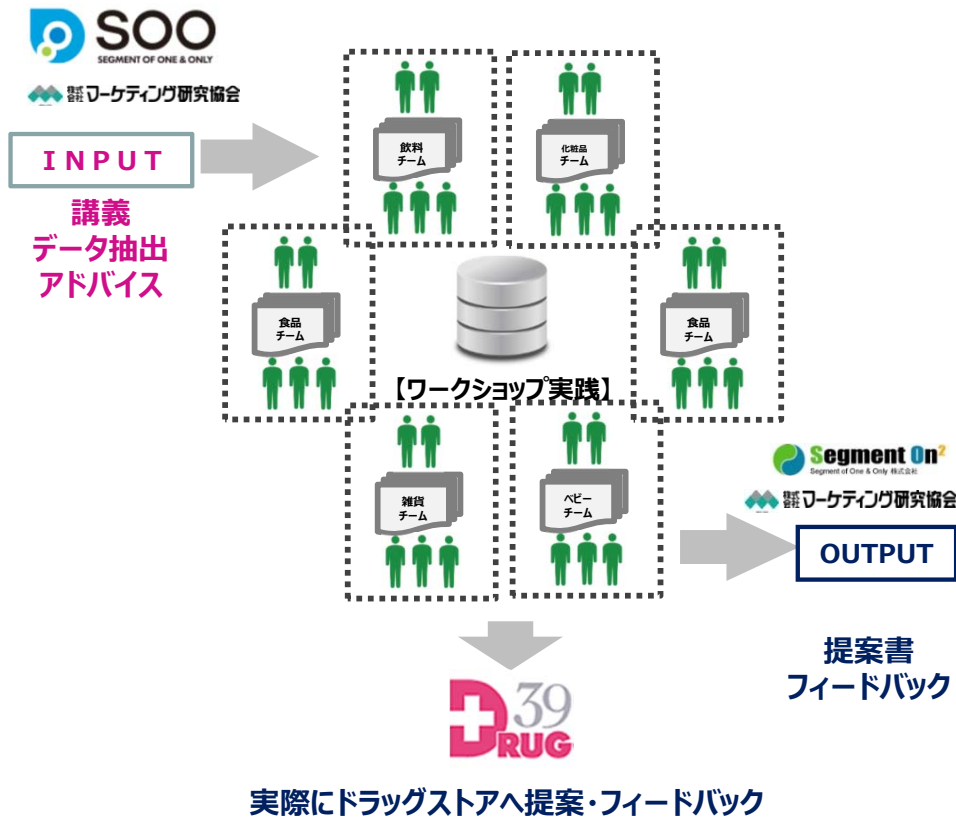 SOO
SEGMENT OF ONE & ONLY
株式会社マーケティング研究協会
ＩＮＰＵＴ
講義
データ抽出
アドバイス
飲料
チーム
化粧品
チーム
食品
チーム
食品
チーム
【ワークショップ実践】
雑貨
チーム
ベビー
チーム
Segment On²
Segment of One & Only 株式会社
株式会社マーケティング研究協会
OUTPUT
提案書
フィードバック
39
DRUG
実際にドラッグストアへ提案・フィードバック